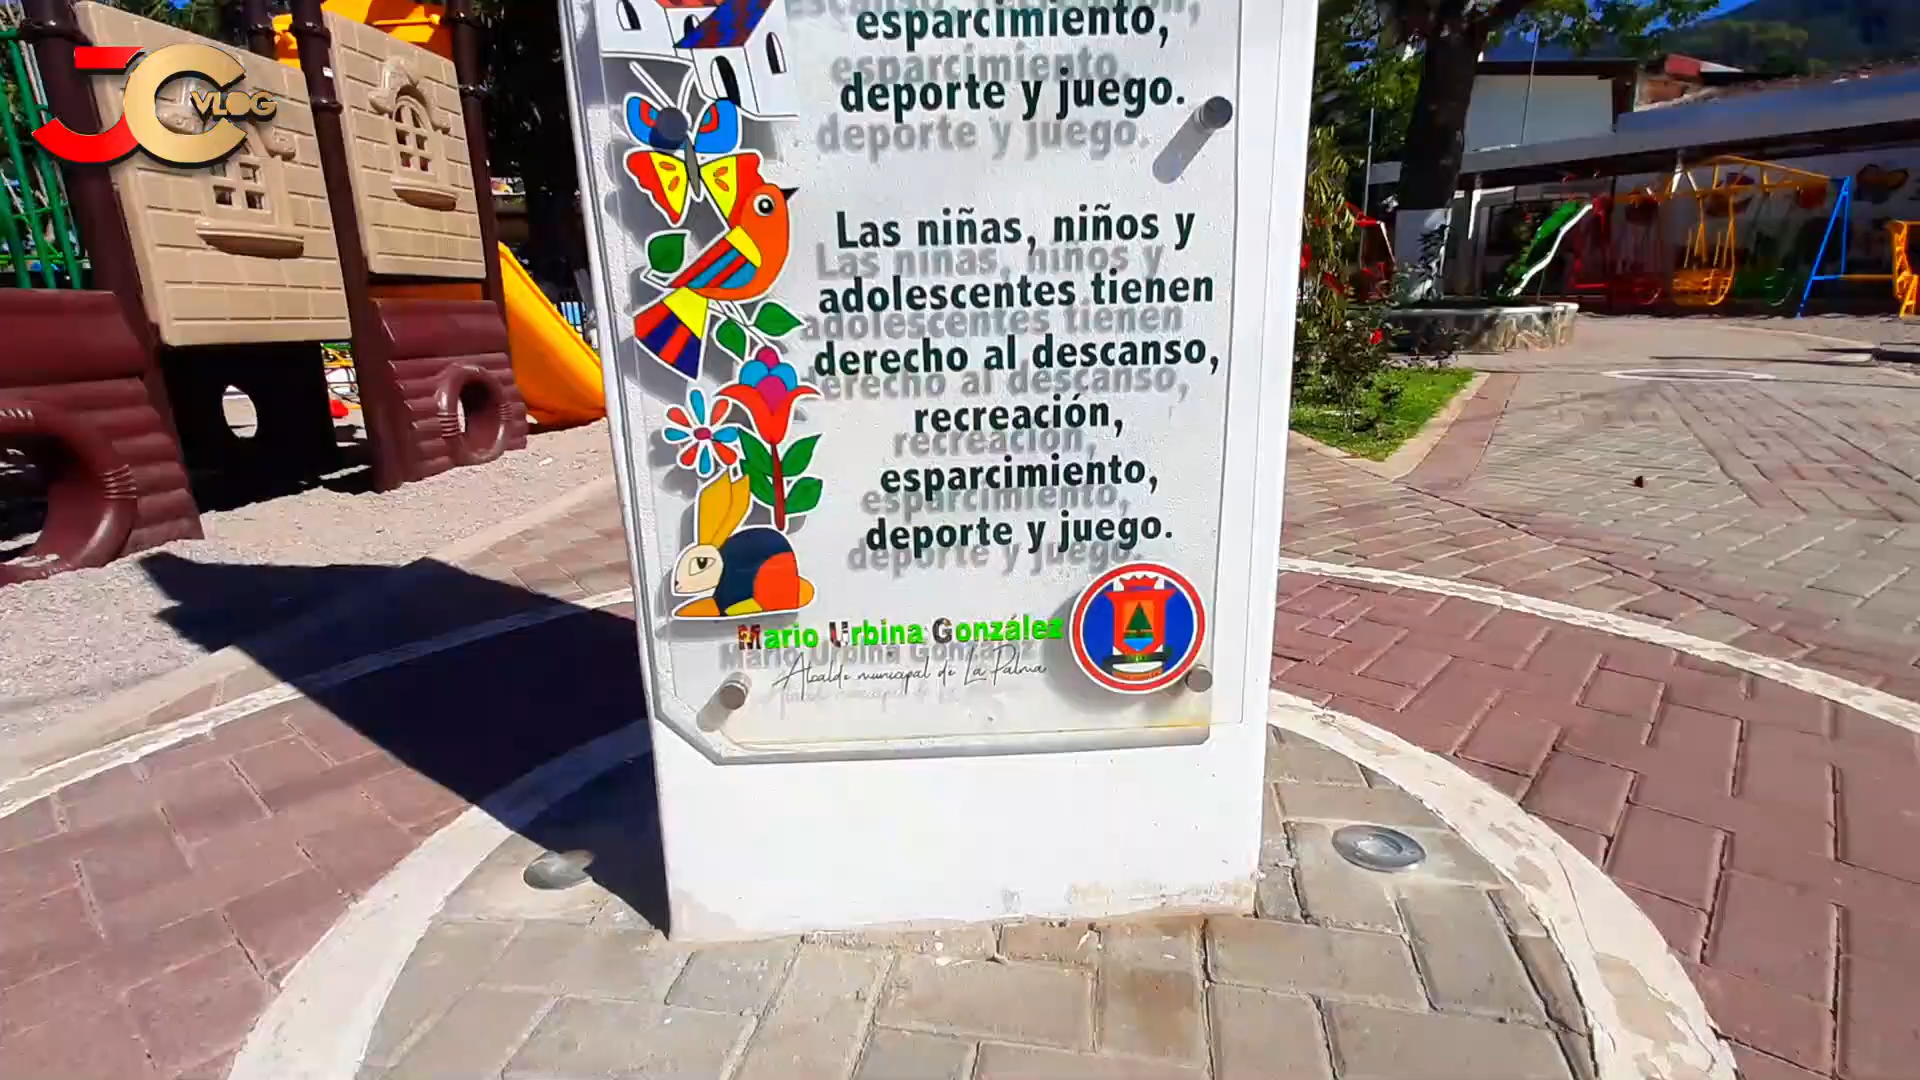 JC VLOG
esparcimiento,
deporte y juego.
Las niñas, niños y
adolescentes tienen
derecho al descanso,
recreación,
esparcimiento,
deporte y juego.
Mario Urbina González
Alcalde municipal de La Palma